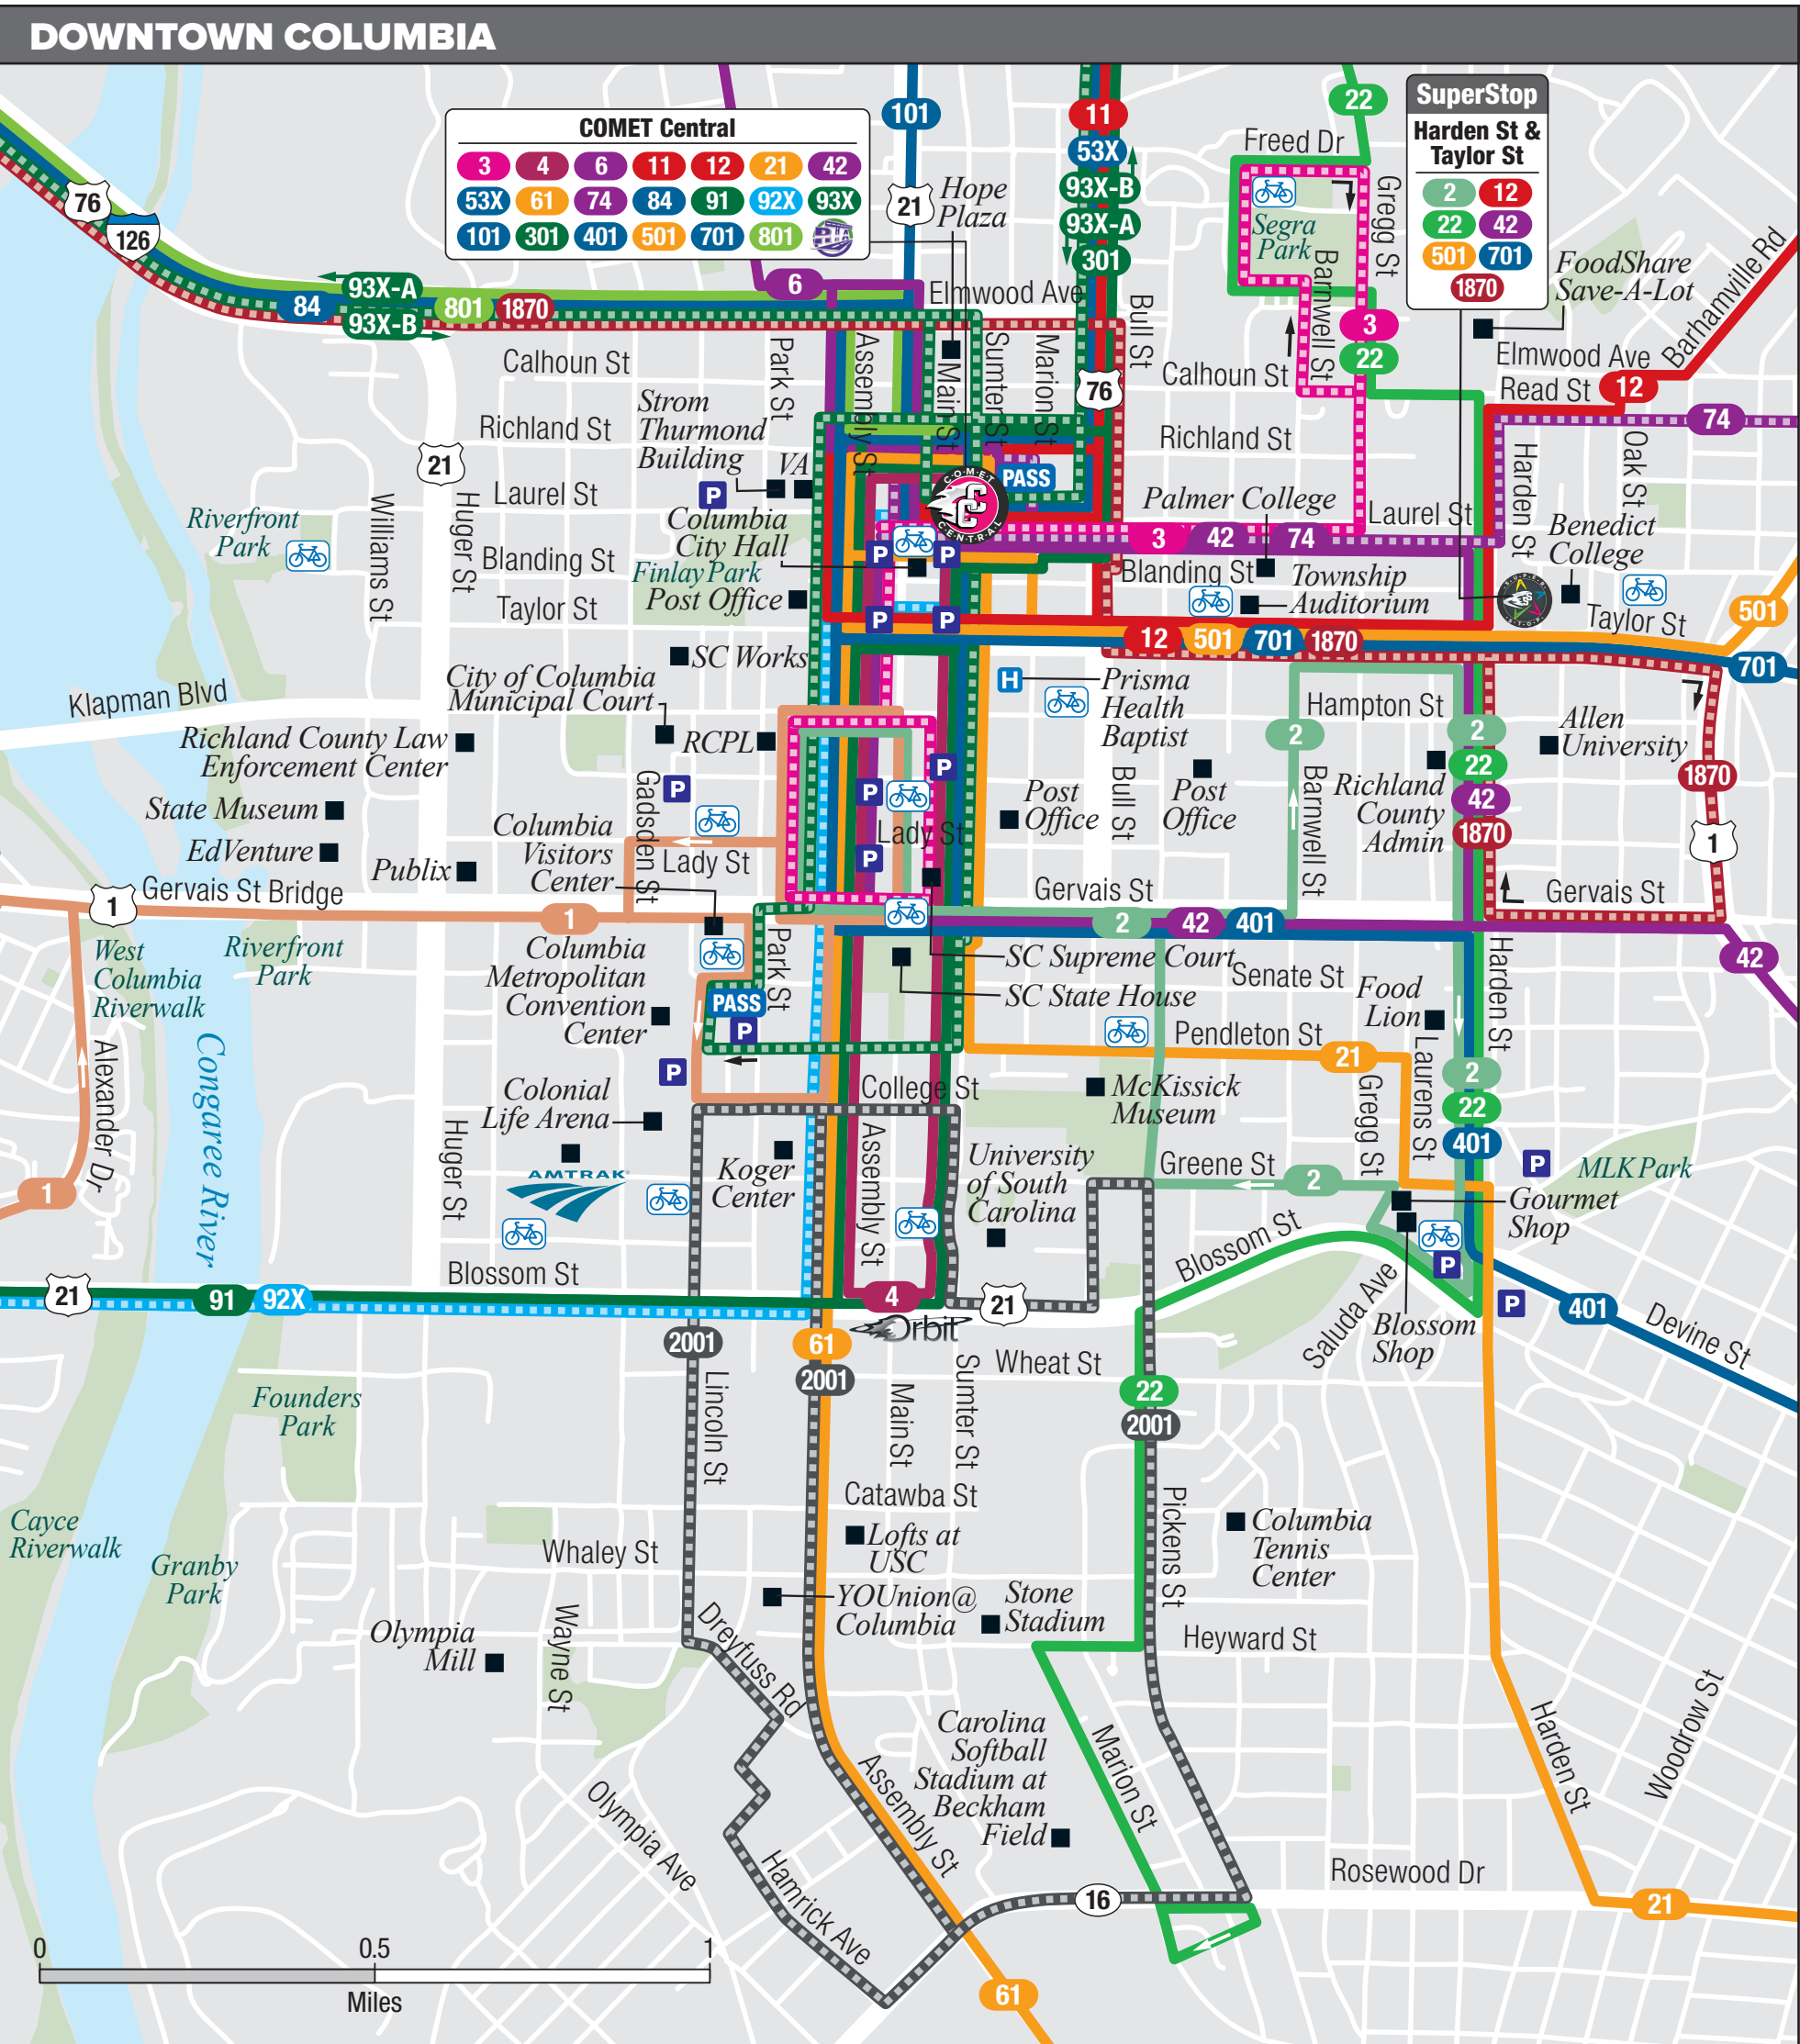 DOWNTOWN COLUMBIA
COMET Central
3 4 6 11 12 21 42
53X 61 74 84 91 92X 93X
101 301 401 501 701 801
SuperStop
Harden St &
Taylor St
2 12
22 42
501 701
1870
101
21
Hope
Plaza
11
53X
93X-B
93X-A
301
22
Freed Dr
Segra
Park
Gregg St
Barnwell St
3
22
FoodShare
Save-A-Lot
Barhamville Rd
76
126
93X-A
84
801
1870
93X-B
6
Elmwood Ave
Bull St
76
Elmwood Ave
Read St
12
74
Calhoun St
Park St
Assembly St
Main St
Sumter St
Marion St
Calhoun St
Richland St
Strom
Thurmond
Building
VA
P
Richland St
21
Laurel St
COMET
CENTRAL
PASS
Palmer College
Laurel St
Harden St
Oak St
Benedict
College
Riverfront
Park
Williams St
Huger St
Blanding St
Columbia
City Hall
Finlay Park
Post Office
P
P
3
42
74
Blanding St
Township
Auditorium
SUPER
STOP
Taylor St
501
Taylor St
P
P
12
501
701
1870
701
SC Works
Klapman Blvd
City of Columbia
Municipal Court
H
Prisma
Health
Baptist
Hampton St
2
2
22
42
1870
Allen
University
1870
1
Richland County Law
Enforcement Center
RCPL
State Museum
Gadsden St
P
P
P
Post
Office
Bull St
Post
Office
Barnwell St
Richland
County
Admin
EdVenture
Publix
Columbia
Visitors
Center
Lady St
Lady St
P
1
Gervais St Bridge
1
Gervais St
2
42
401
Gervais St
West
Columbia
Riverwalk
Riverfront
Park
Columbia
Metropolitan
Convention
Center
Park St
PASS
P
SC Supreme Court
SC State House
Senate St
Food
Lion
Harden St
42
Alexander Dr
Congaree River
P
Pendleton St
21
Laurens St
Gregg St
2
22
401
Colonial
Life Arena
College St
McKissick
Museum
1
Huger St
AMTRAK
Koger
Center
Assembly St
University
of South
Carolina
Greene St
2
P
MLK Park
Gourmet
Shop
P
21
91
92X
Blossom St
4
21
Blossom St
Saluda Ave
Blossom
Shop
P
401
Devine St
2001
61
2001
Orbit
Wheat St
22
2001
Founders
Park
Lincoln St
Main St
Sumter St
Catawba St
Pickens St
Columbia
Tennis
Center
Cayce
Riverwalk
Granby
Park
Whaley St
Lofts at
USC
YOUnion@
Columbia
Stone
Stadium
Heyward St
Olympia
Mill
Wayne St
Dreyfuss Rd
Assembly St
Carolina
Softball
Stadium at
Beckham
Field
Marion St
Harden St
Woodrow St
Olympia Ave
Hamrick Ave
Rosewood Dr
16
21
61
0 0.5 1
Miles